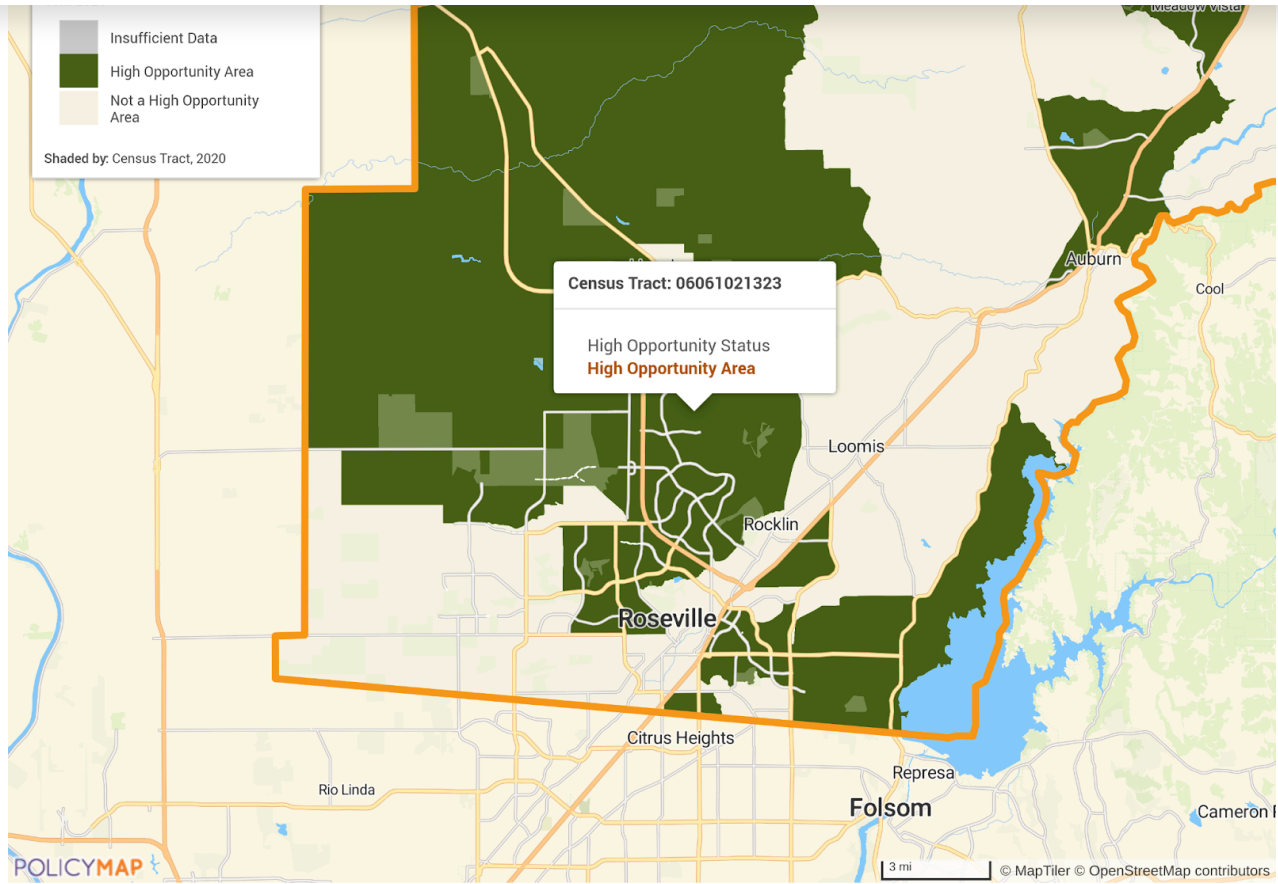 Meadow Vista
Insufficient Data
High Opportunity Area
Not a High Opportunity
Area
Shaded by: Census Tract, 2020
Auburn
Cool
Census Tract: 06061021323
High Opportunity Status
High Opportunity Area
Loomis
Rocklin
Roseville
Citrus Heights
Represa
Rio Linda
Folsom
Cameron
POLICYMAP
3 mi
© MapTiler © OpenStreetMap contributors